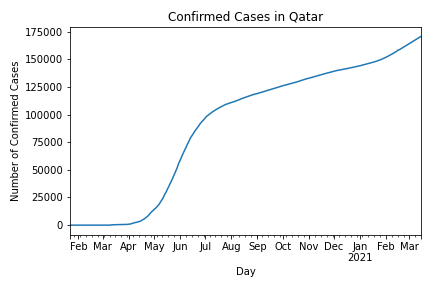 Confirmed Cases in Qatar
175000
150000
125000
100000
75000
50000
25000
0
Number of Confirmed Cases
Feb Mar Apr May Jun Jul Aug Sep Oct Nov Dec Jan Feb Mar
2021
Day